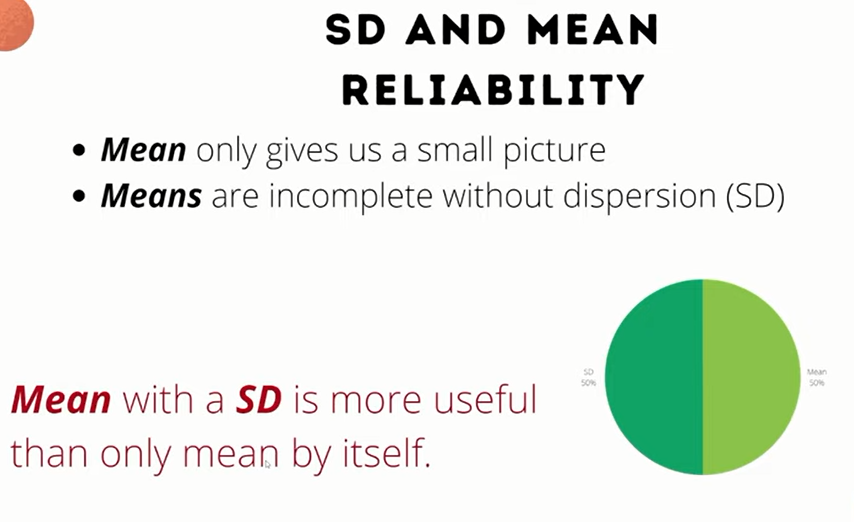 SD AND MEAN
RELIABILITY
• Mean only gives us a small picture
• Means are incomplete without dispersion (SD)
SD
50%
Mean
50%
Mean with a SD is more useful
than only mean by itself.